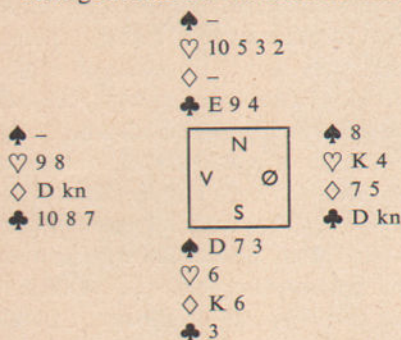 ♠ –
♡ 10 5 3 2
♢ –
♣ E 9 4
♠ –
♡ 9 8
♢ D kn
♣ 10 8 7
N
V Ø
S
♠ 8
♡ K 4
♢ 7 5
♣ D kn
♠ D 7 3
♡ 6
♢ K 6
♣ 3